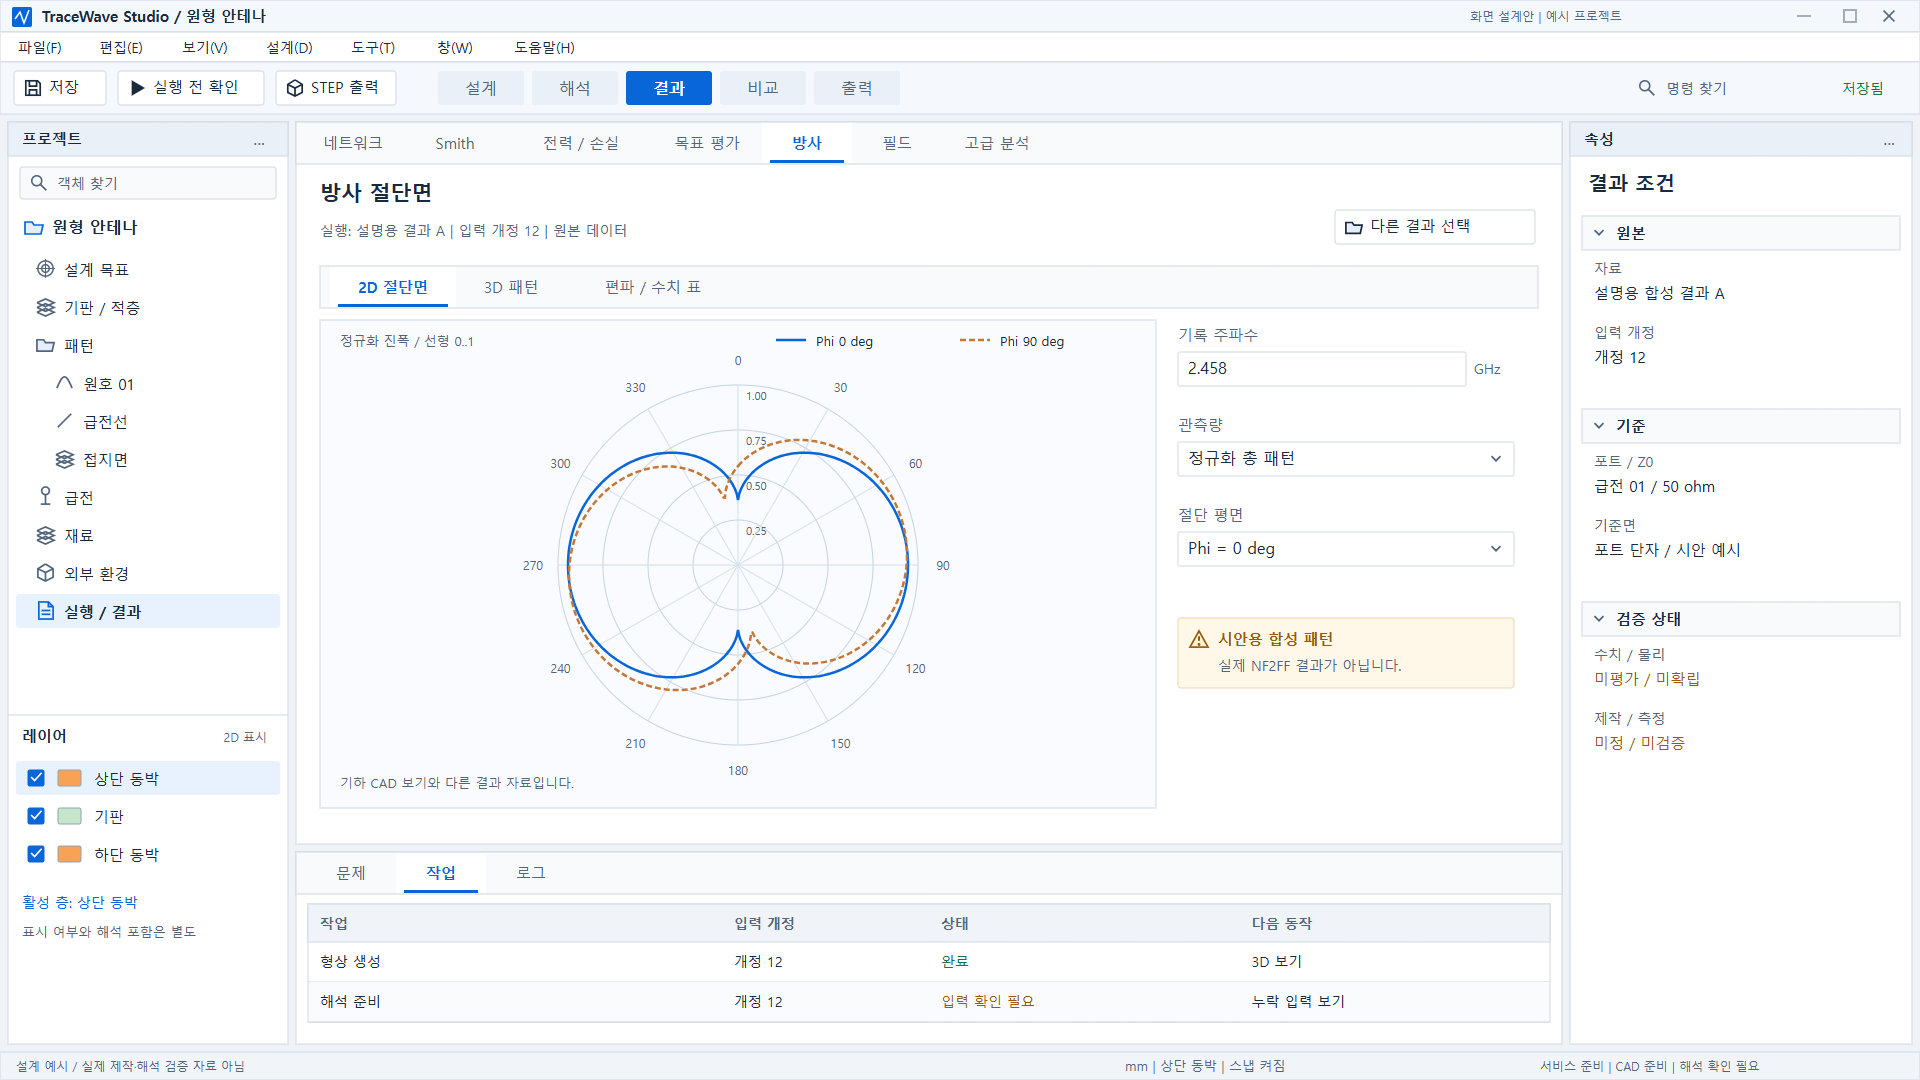 TraceWave Studio / 원형 안테나
화면 설계안 | 예시 프로젝트
파일(F) 편집(E) 보기(V) 설계(D) 도구(T) 창(W) 도움말(H)
저장 실행 전 확인 STEP 출력 설계 해석 결과 비교 출력 명령 찾기 저장됨
프로젝트 ...
객체 찾기
원형 안테나
설계 목표
기판 / 적층
패턴
원호 01
급전선
접지면
급전
재료
외부 환경
실행 / 결과
레이어 2D 표시
상단 동박
기판
하단 동박
활성 층: 상단 동박
표시 여부와 해석 포함은 별도
네트워크 Smith 전력 / 손실 목표 평가 방사 필드 고급 분석
방사 절단면
실행: 설명용 결과 A | 입력 개정 12 | 원본 데이터
다른 결과 선택
2D 절단면 3D 패턴 편파 / 수치 표
정규화 진폭 / 선형 0..1
Phi 0 deg Phi 90 deg
0
330 30
1.00
0.75
300 60
0.50
0.25
270 90
240 120
210 150
180
기하 CAD 보기와 다른 결과 자료입니다.
기록 주파수
2.458 GHz
관측량
정규화 총 패턴
절단 평면
Phi = 0 deg
시안용 합성 패턴
실제 NF2FF 결과가 아닙니다.
문제 작업 로그
작업 입력 개정 상태 다음 동작
형상 생성 개정 12 완료 3D 보기
해석 준비 개정 12 입력 확인 필요 누락 입력 보기
속성 ...
결과 조건
원본
자료
설명용 합성 결과 A
입력 개정
개정 12
기준
포트 / Z0
급전 01 / 50 ohm
기준면
포트 단자 / 시안 예시
검증 상태
수치 / 물리
미평가 / 미확립
제작 / 측정
미정 / 미검증
설계 예시 / 실제 제작·해석 검증 자료 아님
mm | 상단 동박 | 스냅 켜짐
서비스 준비 | CAD 준비 | 해석 확인 필요